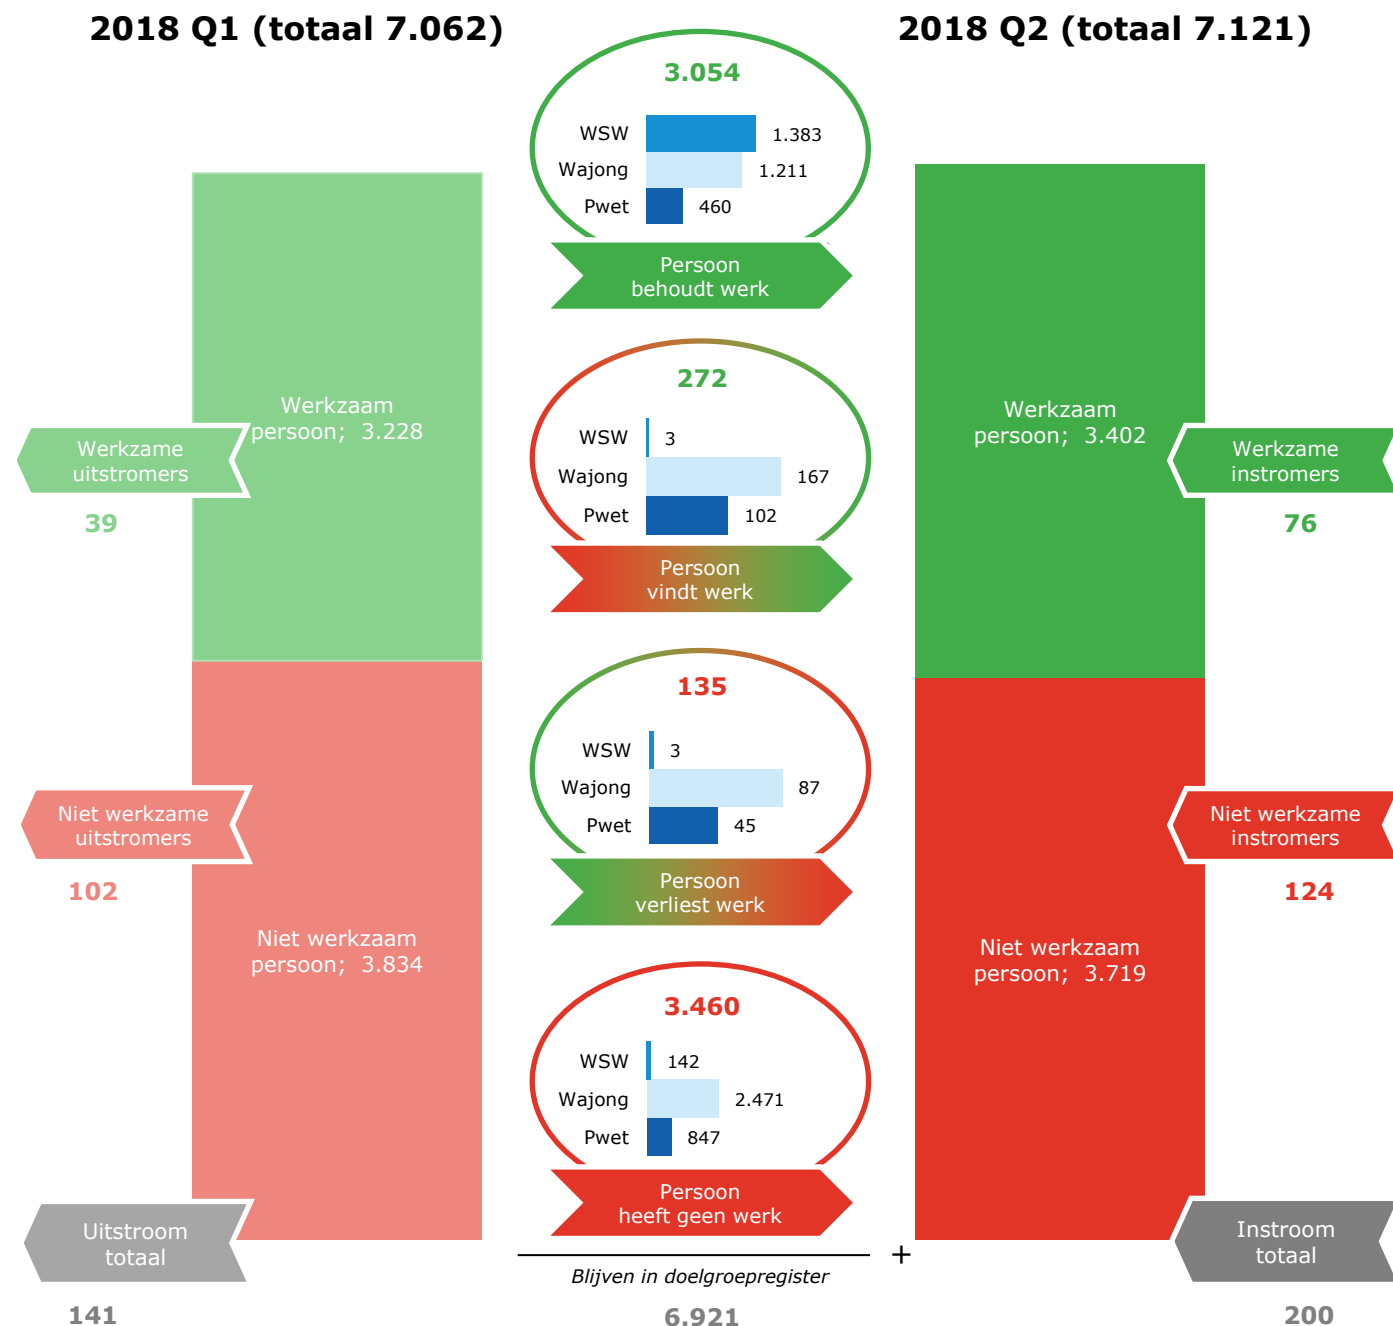 2018 Q1 (totaal 7.062)
2018 Q2 (totaal 7.121)
3.054
WSW 1.383
Wajong 1.211
Pwet 460
Persoon
behoudt werk
272
WSW 3
Wajong 167
Pwet 102
Persoon
vindt werk
135
WSW 3
Wajong 87
Pwet 45
Persoon
verliest werk
3.460
WSW 142
Wajong 2.471
Pwet 847
Persoon
heeft geen werk
Blijven in doelgroepregister
6.921
+
Werkzaam
persoon; 3.228
Werkzame
uitstromers
39
Niet werkzame
uitstromers
102
Niet werkzaam
persoon; 3.834
Uitstroom
totaal
141
Werkzaam
persoon; 3.402
Werkzame
instromers
76
Niet werkzame
instromers
124
Niet werkzaam
persoon; 3.719
Instroom
totaal
200